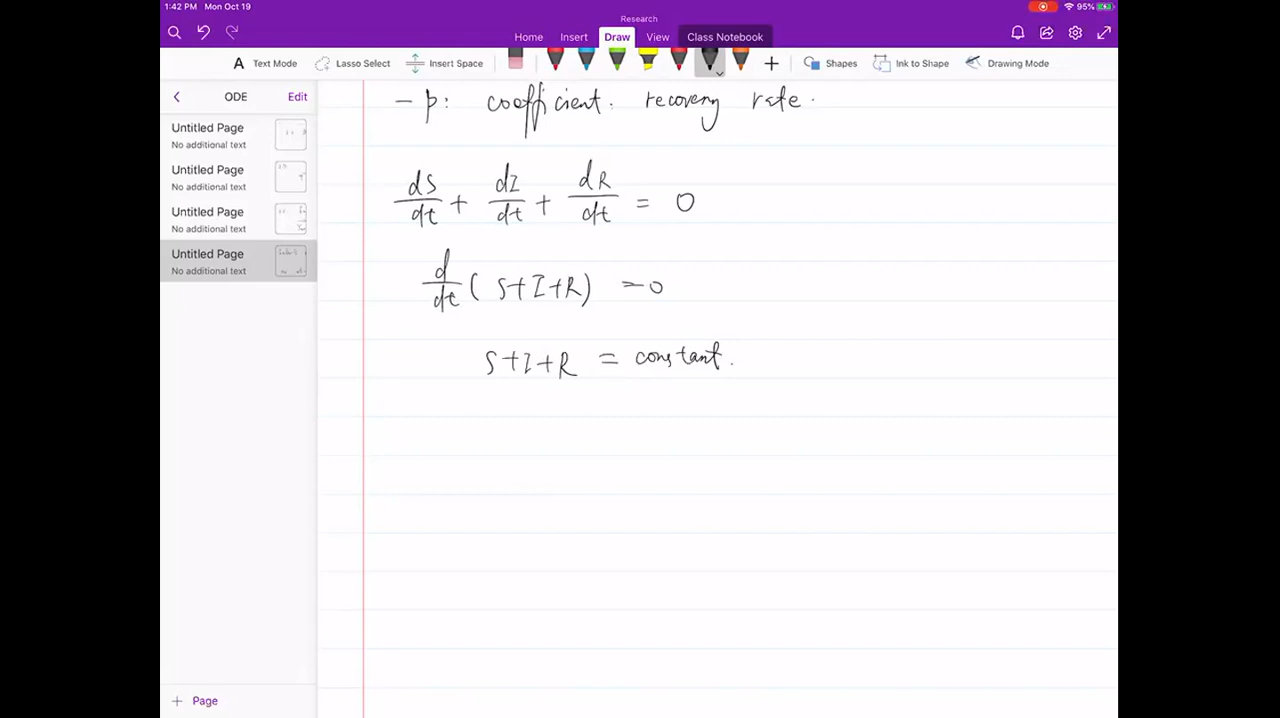 1:42 PM Mon Oct 19
95%
Research
Home Insert Draw View Class Notebook
A Text Mode Lasso Select Insert Space Shapes Ink to Shape Drawing Mode
ODE Edit
Untitled Page
No additional text
Untitled Page
No additional text
Untitled Page
No additional text
Untitled Page
No additional text
+ Page
- p: coefficient. recovery rate.
dS/dt + dI/dt + dR/dt = 0
d/dt ( S+I+R) = 0
S+I+R = constant.